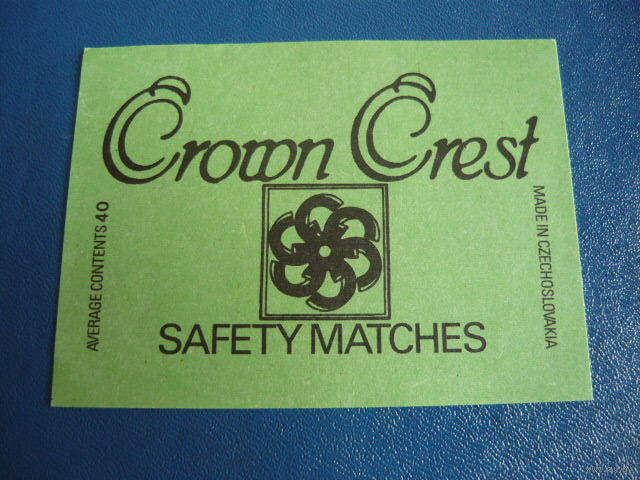 Crown Crest
AVERAGE CONTENTS 40
MADE IN CZECHOSLOVAKIA
SAFETY MATCHES